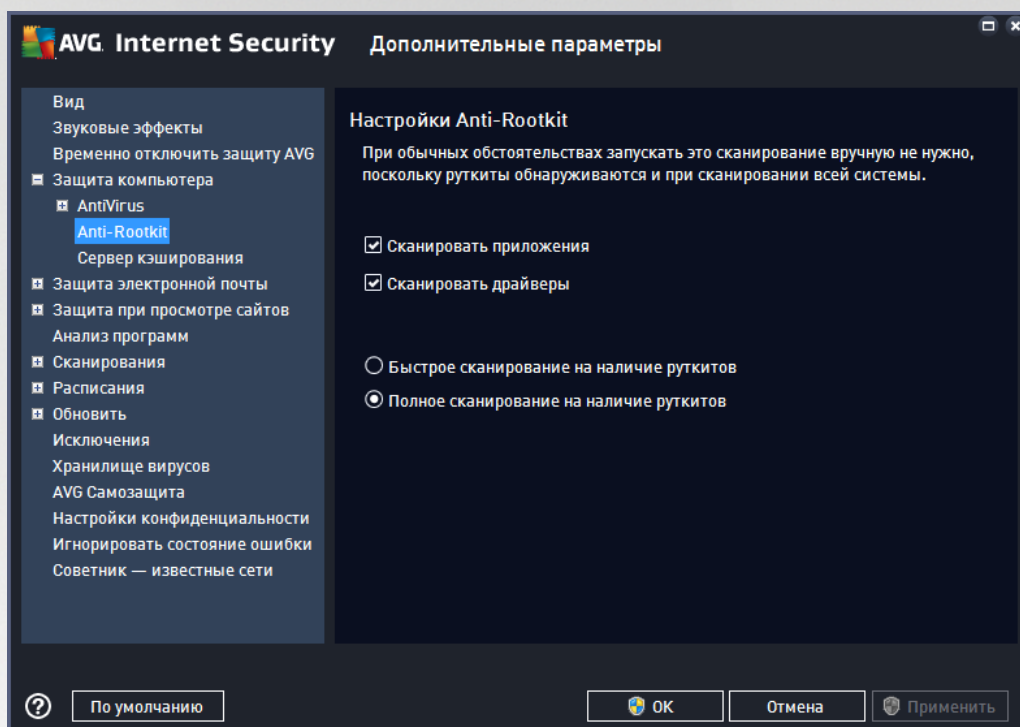 AVG. Internet Security Дополнительные параметры
Вид
Звуковые эффекты
Временно отключить защиту AVG
Защита компьютера
AntiVirus
Anti-Rootkit
Сервер кэширования
Защита электронной почты
Защита при просмотре сайтов
Анализ программ
Сканирования
Расписания
Обновить
Исключения
Хранилище вирусов
AVG Самозащита
Настройки конфиденциальности
Игнорировать состояние ошибки
Советник — известные сети
Настройки Anti-Rootkit
При обычных обстоятельствах запускать это сканирование вручную не нужно,
поскольку руткиты обнаруживаются и при сканировании всей системы.
Сканировать приложения
Сканировать драйверы
Быстрое сканирование на наличие руткитов
Полное сканирование на наличие руткитов
? По умолчанию OK Отмена Применить